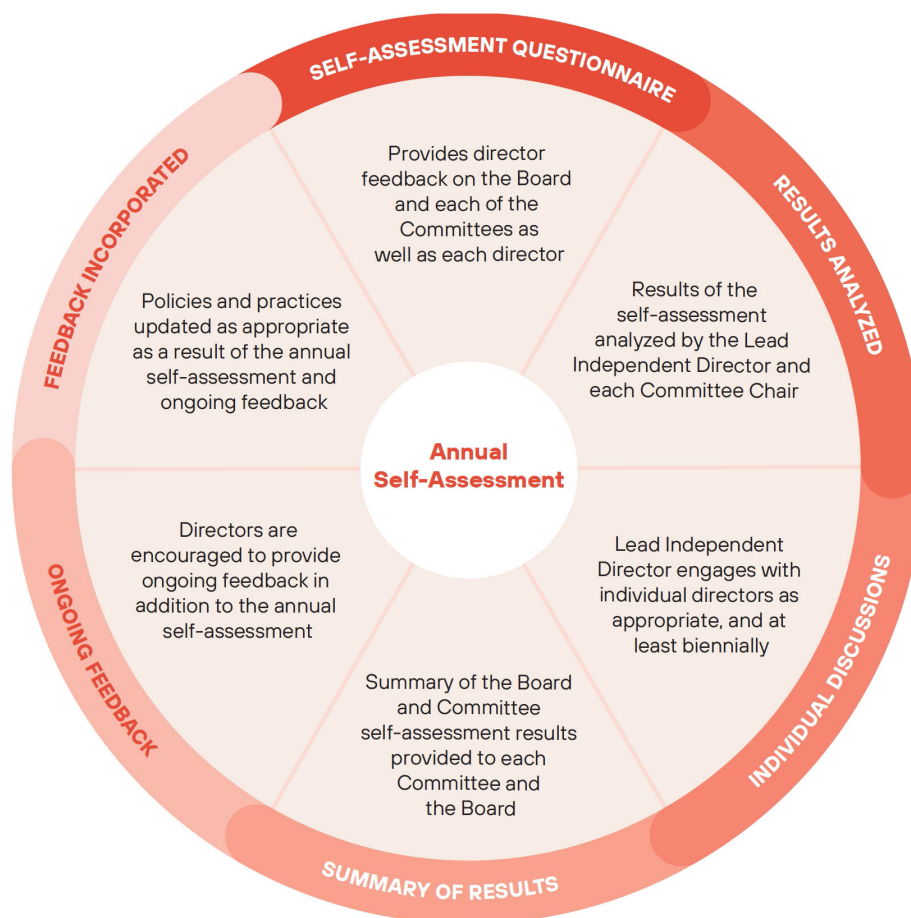 SELF-ASSESSMENT QUESTIONNAIRE
Provides director
feedback on the Board
and each of the
Committees as
well as each director
RESULTS ANALYZED
Results of the
self-assessment
analyzed by the Lead
Independent Director and
each Committee Chair
INDIVIDUAL DISCUSSIONS
Lead Independent
Director engages with
individual directors as
appropriate, and at
least biennially
SUMMARY OF RESULTS
Summary of the Board
and Committee
self-assessment results
provided to each
Committee and
the Board
ONGOING FEEDBACK
Directors are
encouraged to provide
ongoing feedback in
addition to the annual
self-assessment
FEEDBACK INCORPORATED
Policies and practices
updated as appropriate
as a result of the annual
self-assessment and
ongoing feedback
Annual
Self-Assessment